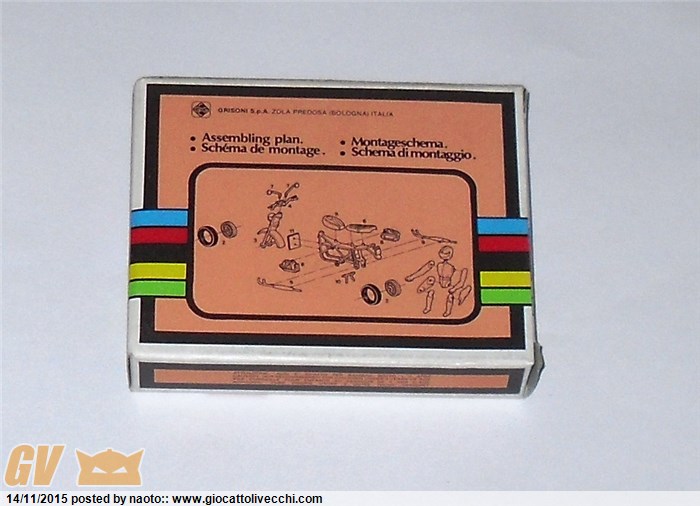 GRISONI S.p.A. ZOLA PREDOSA (BOLOGNA) ITALIA
• Assembling plan.
• Schéma de montage.
• Montageschema.
• Schema di montaggio.
GV
14/11/2015 posted by naoto:: www.giocattolivecchi.com